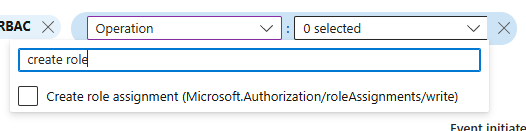 RBAC × Operation : 0 selected ×
create role
Create role assignment (Microsoft.Authorization/roleAssignments/write)
Event initiate